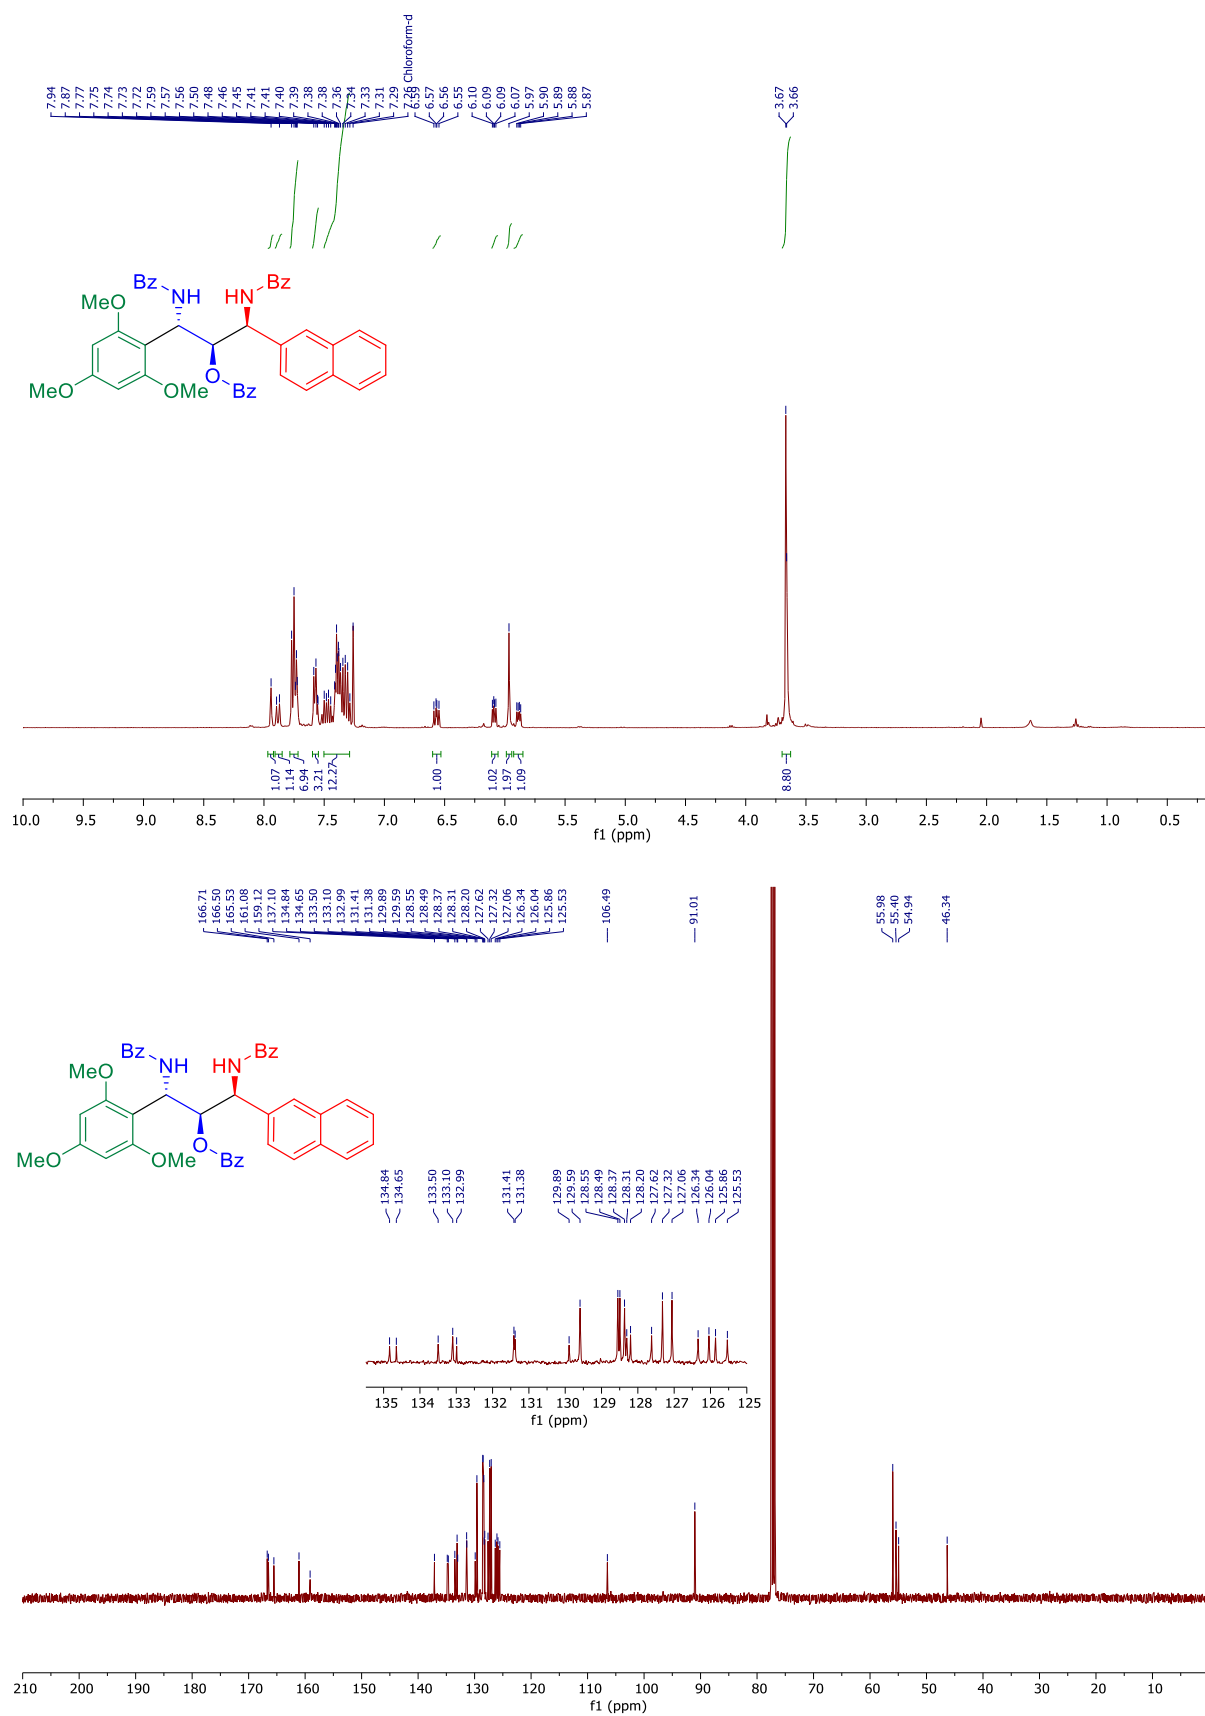 7.94 7.87 7.77 7.75 7.74 7.73 7.72 7.59 7.57 7.56 7.50 7.48 7.46 7.45 7.41 7.41 7.40 7.39 7.38 7.38 7.36 7.34 7.33 7.31 7.29 7.26 Chloroform-d 6.59 6.57 6.56 6.55 6.10 6.09 6.09 6.07 5.97 5.90 5.89 5.88 5.87 3.67 3.66
Bz NH HN Bz
MeO
MeO OMe O Bz
1.07 1.14 6.94 3.21 12.27 1.00 1.02 1.97 1.09 8.80
10.0 9.5 9.0 8.5 8.0 7.5 7.0 6.5 6.0 5.5 5.0 4.5 4.0 3.5 3.0 2.5 2.0 1.5 1.0 0.5
f1 (ppm)
166.71 166.50 165.53 161.08 159.12 137.10 134.84 134.65 133.50 133.10 132.99 131.41 131.38 129.89 129.59 128.55 128.49 128.37 128.31 128.20 127.62 127.32 127.06 126.34 126.04 125.86 125.53 106.49 91.01 55.98 55.40 54.94 46.34
Bz NH HN Bz
MeO
MeO OMe O Bz
134.84 134.65 133.50 133.10 132.99 131.41 131.38 129.89 129.59 128.55 128.49 128.37 128.31 128.20 127.62 127.32 127.06 126.34 126.04 125.86 125.53
135 134 133 132 131 130 129 128 127 126 125
f1 (ppm)
210 200 190 180 170 160 150 140 130 120 110 100 90 80 70 60 50 40 30 20 10
f1 (ppm)